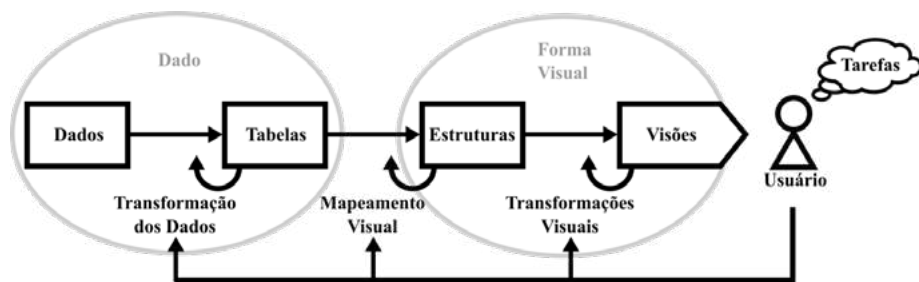 Dado
Forma
Visual
Tarefas
Dados
Tabelas
Estruturas
Visões
Usuário
Transformação
dos Dados
Mapeamento
Visual
Transformações
Visuais